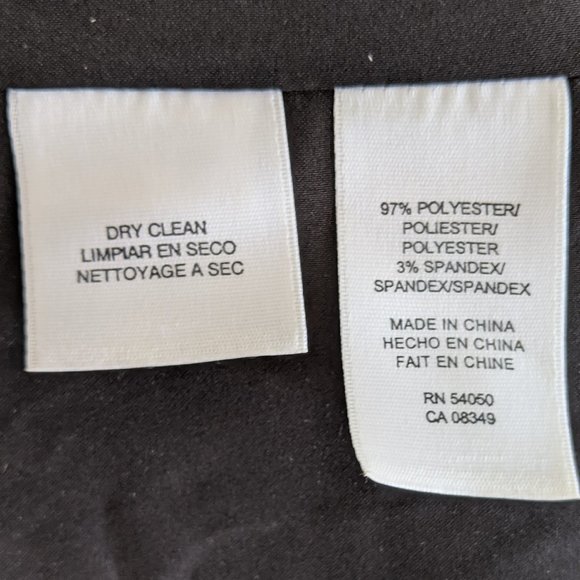 DRY CLEAN
LIMPIAR EN SECO
NETTOYAGE A SEC
97% POLYESTER/
POLIESTER/
POLYESTER
3% SPANDEX/
SPANDEX/SPANDEX
MADE IN CHINA
HECHO EN CHINA
FAIT EN CHINE
RN 54050
CA 08349